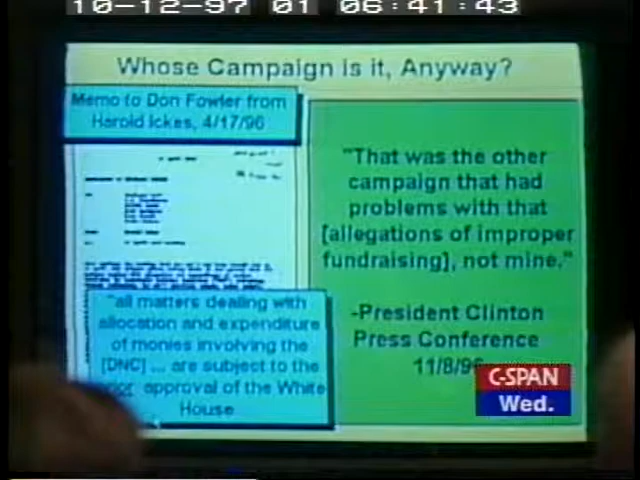 10-12-97 01 06:41:43
Whose Campaign is it, Anyway?
Memo to Don Fowler from
Harold Ickes, 4/17/96
"That was the other
campaign that had
problems with that
[allegations of improper
fundraising], not mine."
-President Clinton
Press Conference
11/8/96
"all matters dealing with
allocation and expenditure
of monies involving the
[DNC] ... are subject to the
prior approval of the White
House
C-SPAN
Wed.